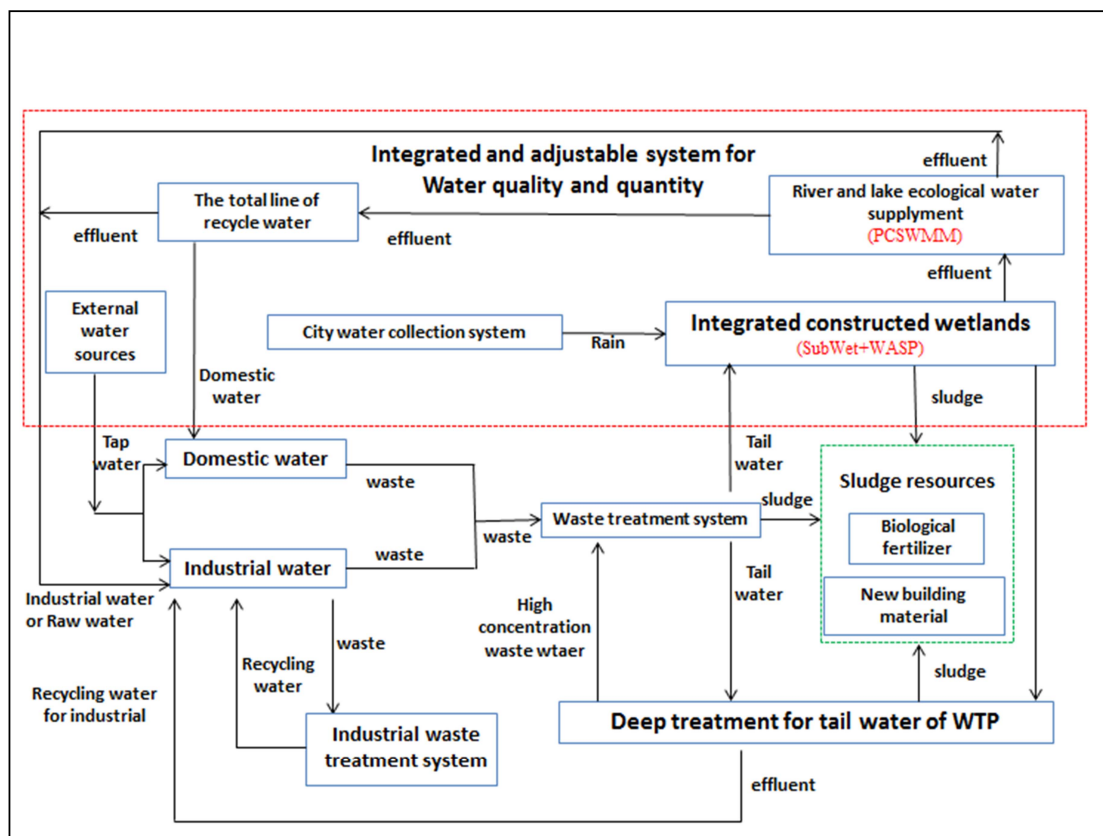 Integrated and adjustable system for
Water quality and quantity
effluent
River and lake ecological water
supplyment
(PCSWMM)
The total line of
recycle water
effluent
effluent
effluent
External
water
sources
City water collection system
Rain
Integrated constructed wetlands
(SubWet+WASP)
Domestic
water
sludge
Tap
water
Domestic water
waste
Tail
water
Sludge resources
sludge
Waste treatment system
waste
Biological
fertilizer
waste
Industrial water
Industrial water
or Raw water
New building
material
Tail
water
High
concentration
waste wtaer
waste
Recycling
water
sludge
Recycling water
for industrial
Deep treatment for tail water of WTP
Industrial waste
treatment system
effluent